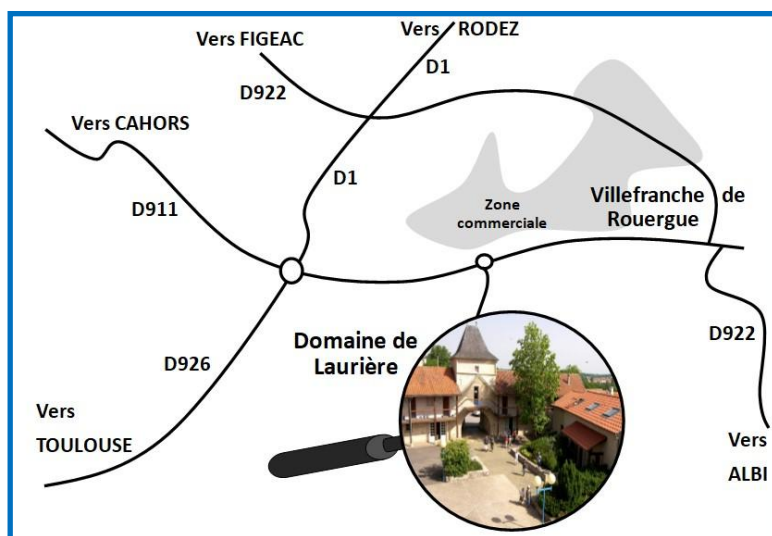 Vers RODEZ
Vers FIGEAC
D1
D922
Vers CAHORS
D1
D911
Zone
commerciale
Villefranche de
Rouergue
Domaine de
Laurière
D922
D926
Vers
TOULOUSE
Vers
ALBI